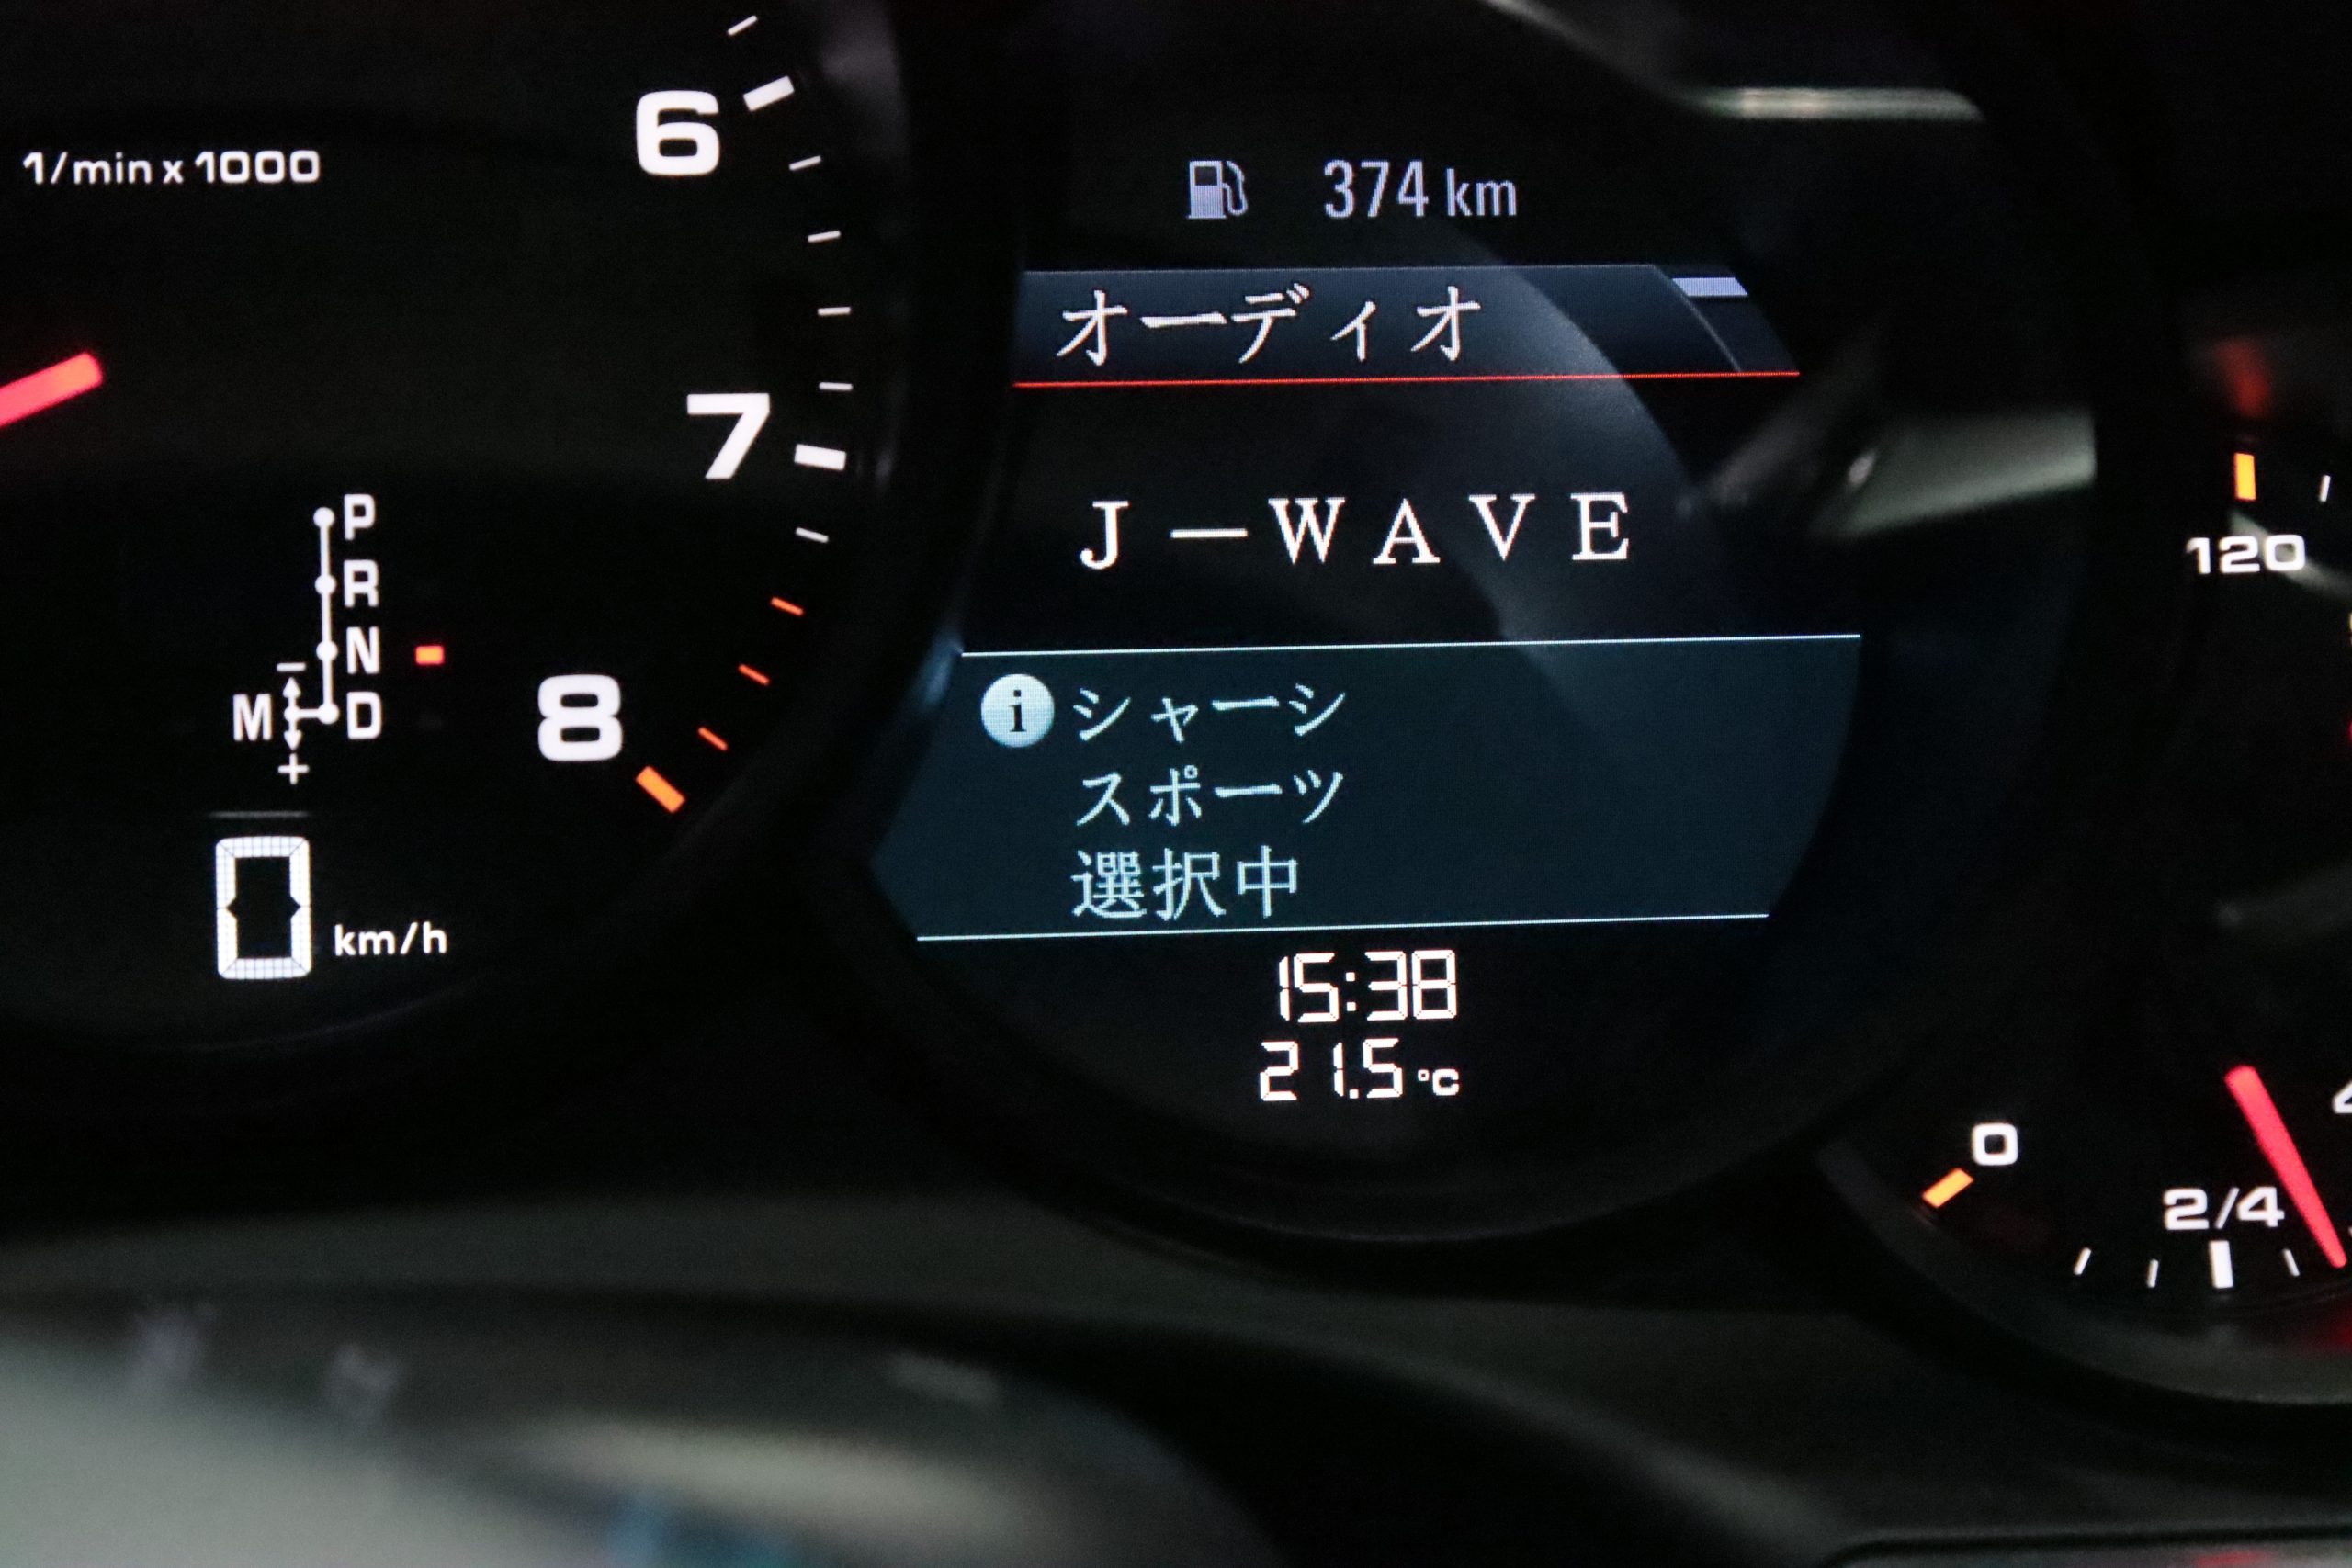 1/min x 1000
6
7
8
P
R
N
D
M
−
+
0 km/h
374 km
オーディオ
J－WAVE
i シャーシ
スポーツ
選択中
15:38
21.5 °C
120
0
2/4